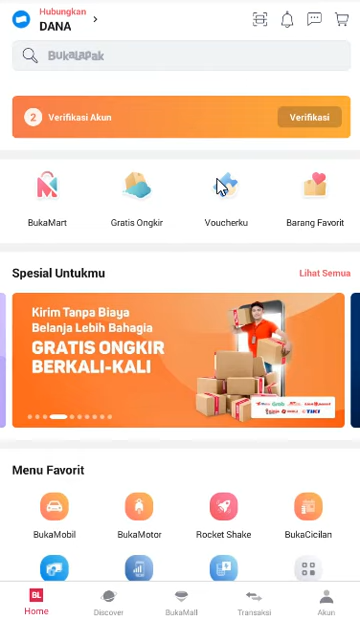 Hubungkan
DANA
Bukalapak
2 Verifikasi Akun Verifikasi
BukaMart Gratis Ongkir Voucherku Barang Favorit
Spesial Untukmu Lihat Semua
Kirim Tanpa Biaya
Belanja Lebih Bahagia
GRATIS ONGKIR
BERKALI-KALI
TIKI
Menu Favorit
BukaMobil BukaMotor Rocket Shake BukaCicilan
BL
Home Discover BukaMall Transaksi Akun